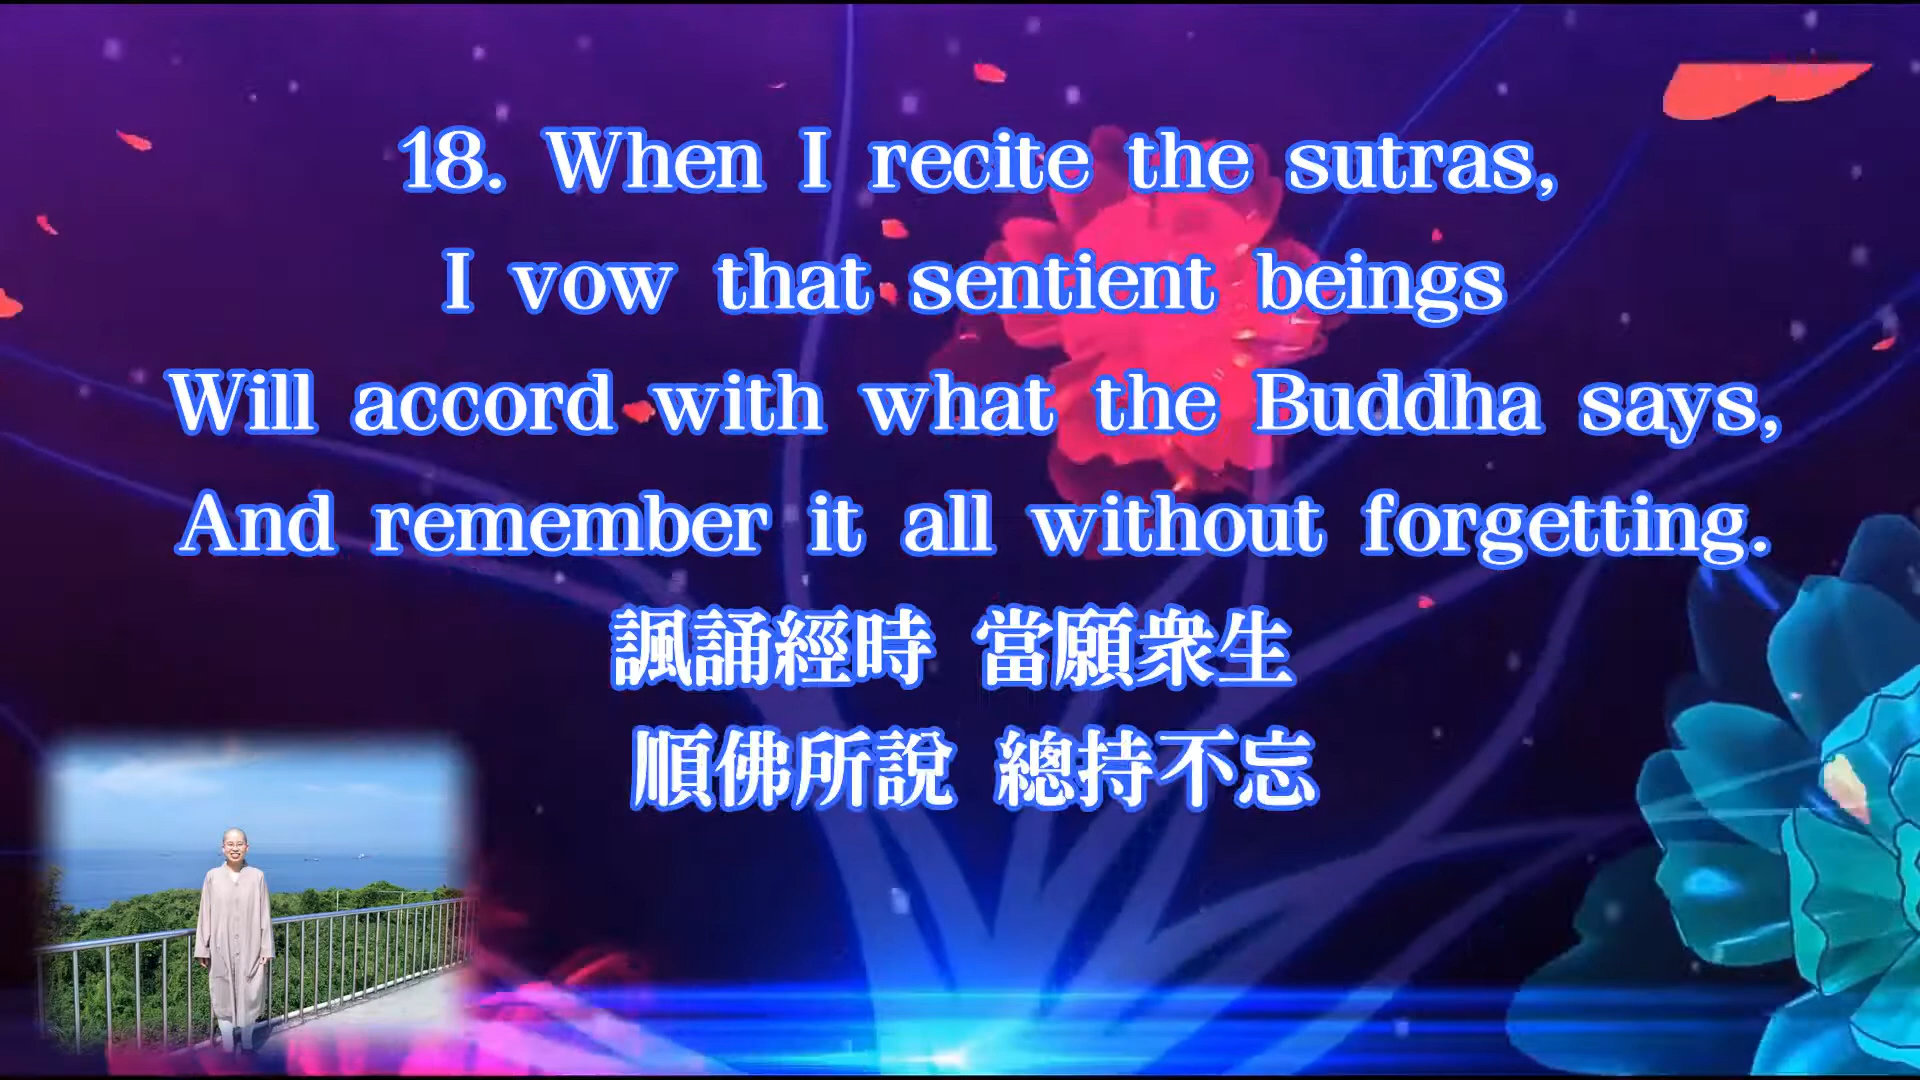 18. When I recite the sutras,
I vow that sentient beings
Will accord with what the Buddha says,
And remember it all without forgetting.
諷誦經時 當願衆生
順佛所說 總持不忘